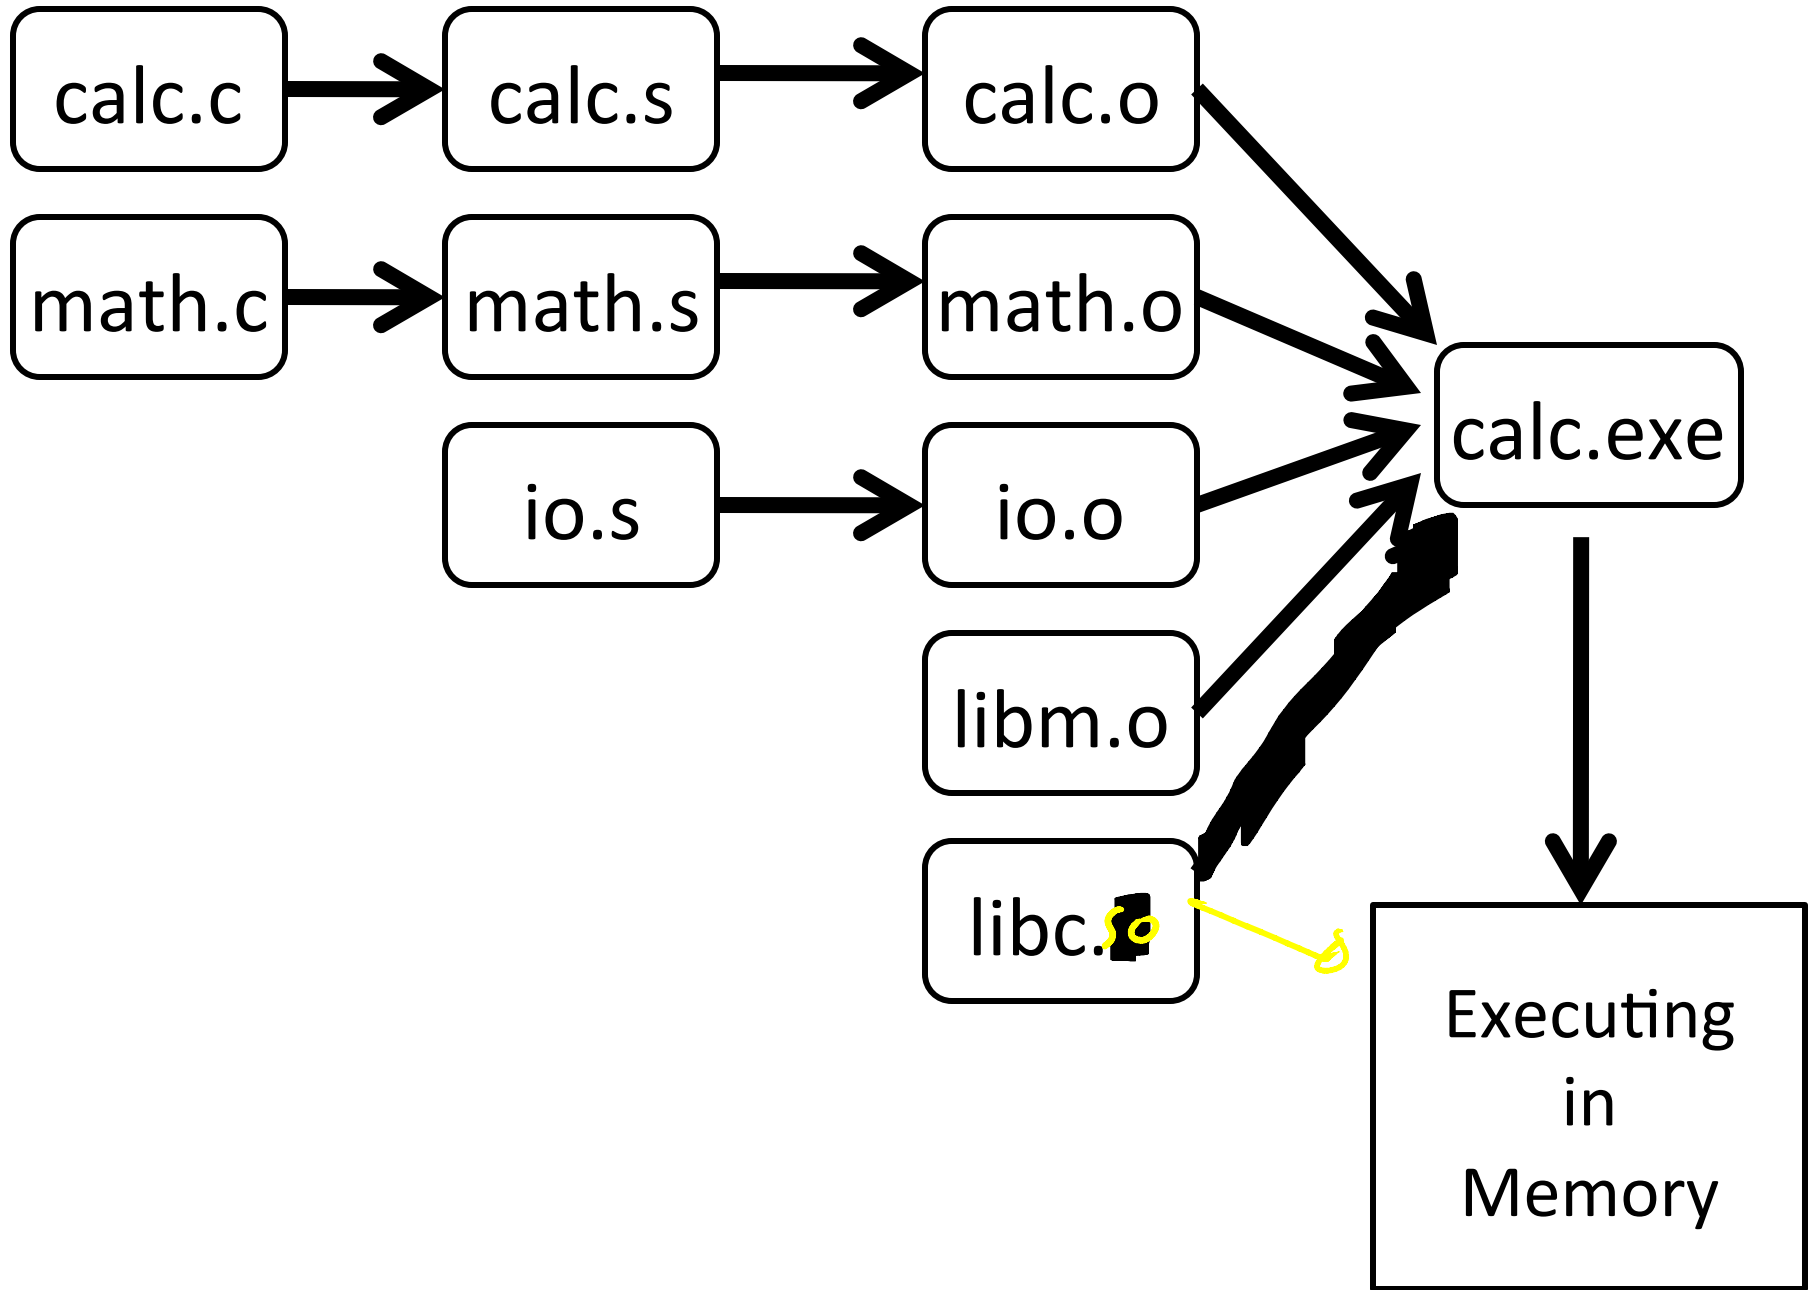 calc.c
calc.s
calc.o
math.c
math.s
math.o
calc.exe
io.s
io.o
libm.o
libc.so
Executing
in
Memory